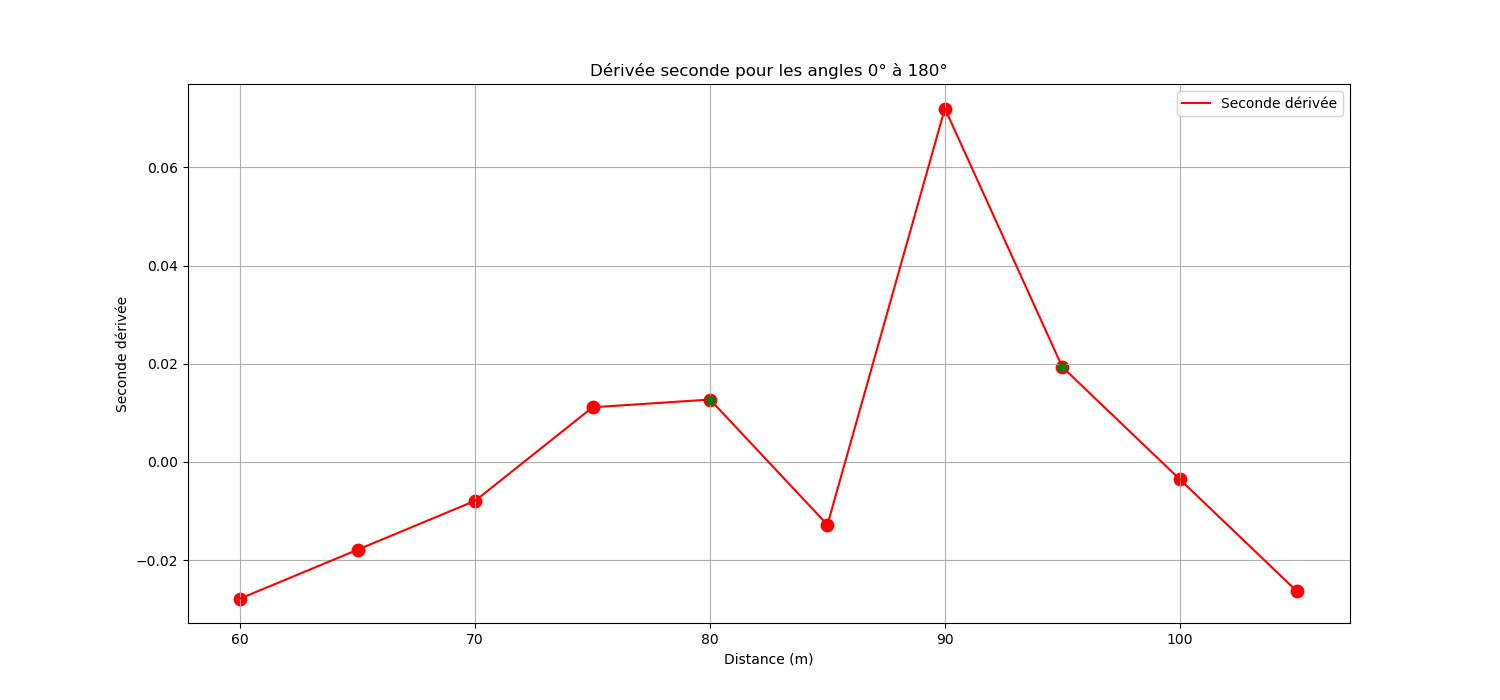 Dérivée seconde pour les angles 0° à 180°
Seconde dérivée
0.06
0.04
0.02
0.00
−0.02
Seconde dérivée
60
70
80
90
100
Distance (m)